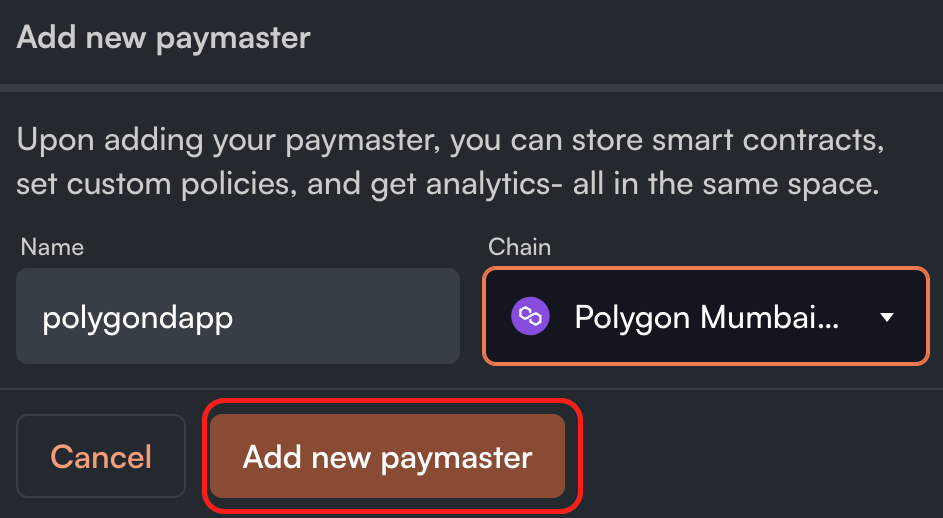 Add new paymaster
Upon adding your paymaster, you can store smart contracts,
set custom policies, and get analytics- all in the same space.
Name
Chain
polygondapp
Polygon Mumbai...
Cancel
Add new paymaster